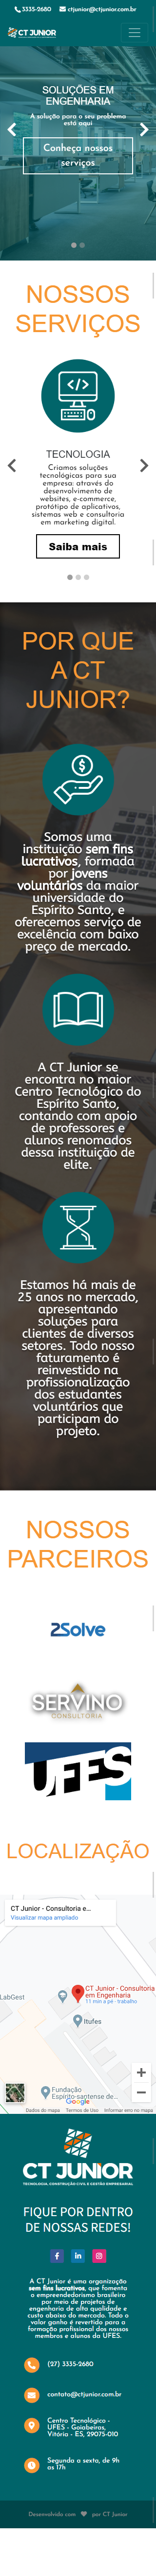 3335-2680 ctjunior@ctjunior.com.br
CT JUNIOR
SOLUÇÕES EM
ENGENHARIA
A solução para o seu problema
está aqui
Conheça nossos
serviços
NOSSOS
SERVIÇOS
TECNOLOGIA
Criamos soluções
tecnológicas para sua
empresa: através do
desenvolvimento de
websites, e-commerce,
protótipo de aplicativos,
sistemas web e consultoria
em marketing digital.
Saiba mais
POR QUE
A CT
JUNIOR?
Somos uma
instituição sem fins
lucrativos, formada
por jovens
voluntários da maior
universidade do
Espírito Santo, e
oferecemos serviço de
excelência com baixo
preço de mercado.
A CT Junior se
encontra no maior
Centro Tecnológico do
Espírito Santo,
contando com o apoio
de professores e
alunos renomados
dessa instituição de
elite.
Estamos há mais de
25 anos no mercado,
apresentando
soluções para
clientes de diversos
setores. Todo nosso
faturamento é
reinvestido na
profissionalização
dos estudantes
voluntários que
participam do
projeto.
NOSSOS
PARCEIROS
2Solve
SERVINO
CONSULTORIA
UFES
LOCALIZAÇÃO
CT Junior - Consultoria e...
Visualizar mapa ampliado
CT Junior - Consultoria
em Engenharia
11 min a pé · trabalho
LabGest
Itufes
Fundação
Espírito-santense de...
Google
Dados do mapa Termos de Uso Informar erro no mapa
CT JUNIOR
TECNOLOGIA, CONSTRUÇÃO CIVIL E GESTÃO EMPRESARIAL
FIQUE POR DENTRO
DE NOSSAS REDES!
A CT Junior é uma organização
sem fins lucrativos, que fomenta
o empreendedorismo brasileiro
por meio de projetos de
engenharia de alta qualidade e
custo abaixo do mercado. Todo o
valor ganho é revertido para a
formação profissional dos nossos
membros e alunos da UFES.
(27) 3335-2680
contato@ctjunior.com.br
Centro Tecnológico -
UFES - Goiabeiras,
Vitória - ES, 29075-010
Segunda a sexta, de 9h
as 17h
Desenvolvido com por CT Junior